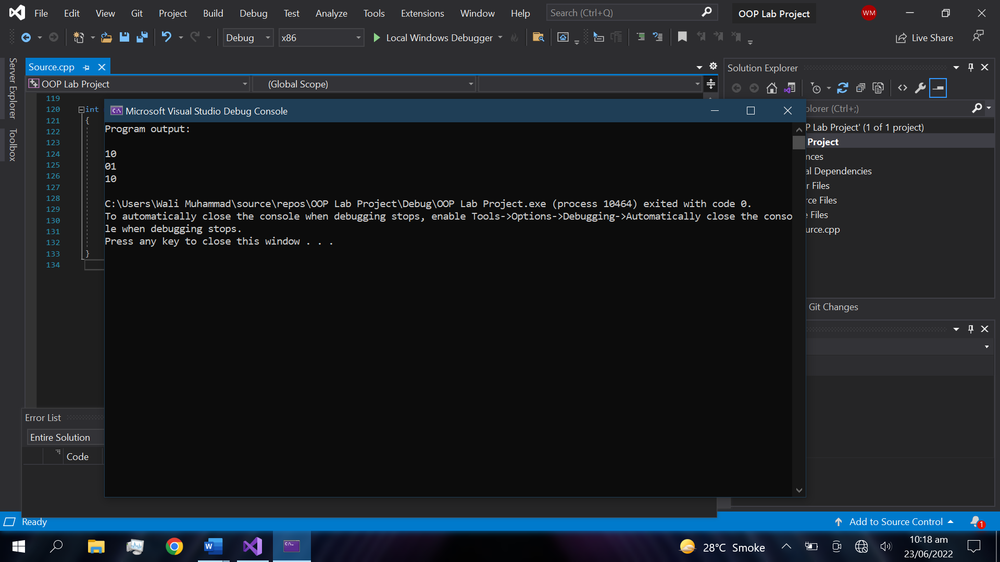 File Edit View Git Project Build Debug Test Analyze Tools Extensions Window Help Search (Ctrl+Q) OOP Lab Project WM
Debug x86 Local Windows Debugger Live Share
Server Explorer
Toolbox
Source.cpp
OOP Lab Project (Global Scope)
119
120 int
121 {
122
123
124
125
126
127
128
129
130
131
132
133 }
134
Microsoft Visual Studio Debug Console
Program output:
10
01
10
C:\Users\Wali Muhammad\source\repos\OOP Lab Project\Debug\OOP Lab Project.exe (process 10464) exited with code 0.
To automatically close the console when debugging stops, enable Tools->Options->Debugging->Automatically close the conso
le when debugging stops.
Press any key to close this window . . .
Solution Explorer
plorer (Ctrl+;)
P Lab Project' (1 of 1 project)
Project
nces
al Dependencies
r Files
rce Files
e Files
urce.cpp
Git Changes
Error List
Entire Solution
Code
Ready
Add to Source Control 1
28°C Smoke
10:18 am
23/06/2022